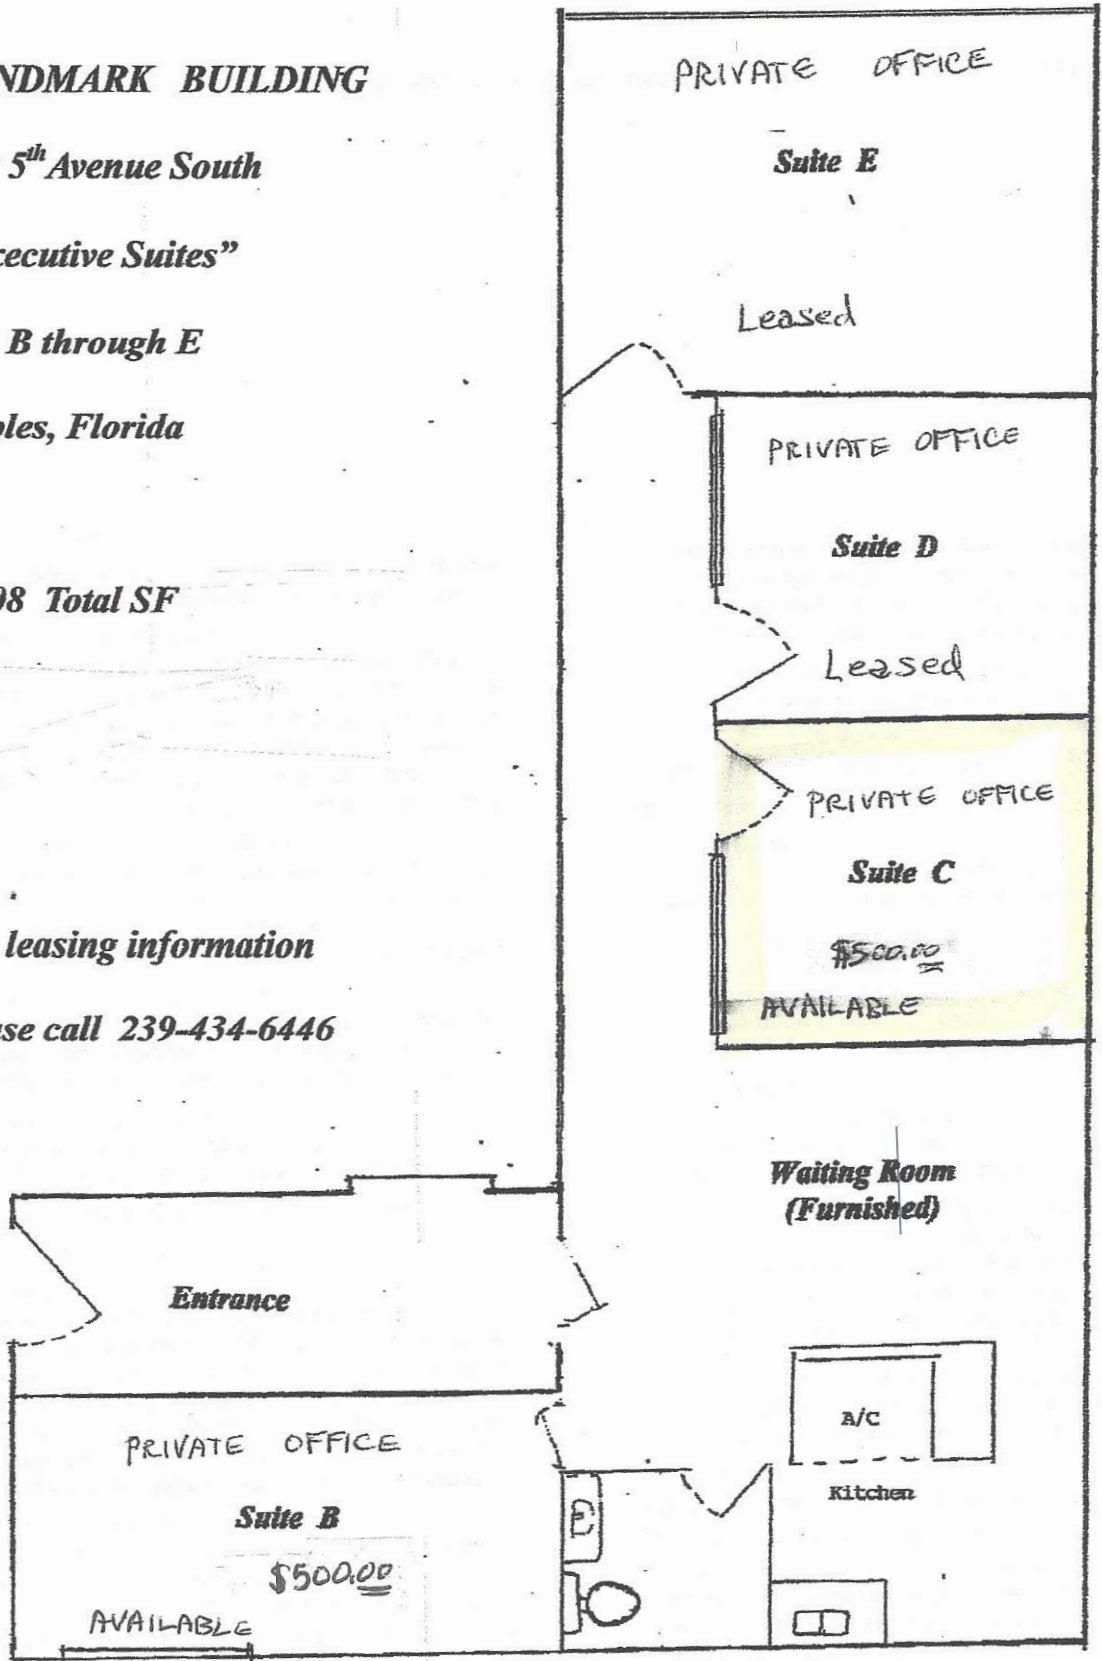 NDMARK BUILDING
5th Avenue South
ecutive Suites”
B through E
ples, Florida
98 Total SF
leasing information
se call 239-434-6446
PRIVATE OFFICE
Suite E
Leased
PRIVATE OFFICE
Suite D
Leased
PRIVATE OFFICE
Suite C
$500.00
AVAILABLE
Waiting Room
(Furnished)
Entrance
A/C
Kitchen
PRIVATE OFFICE
Suite B
$500.00
AVAILABLE